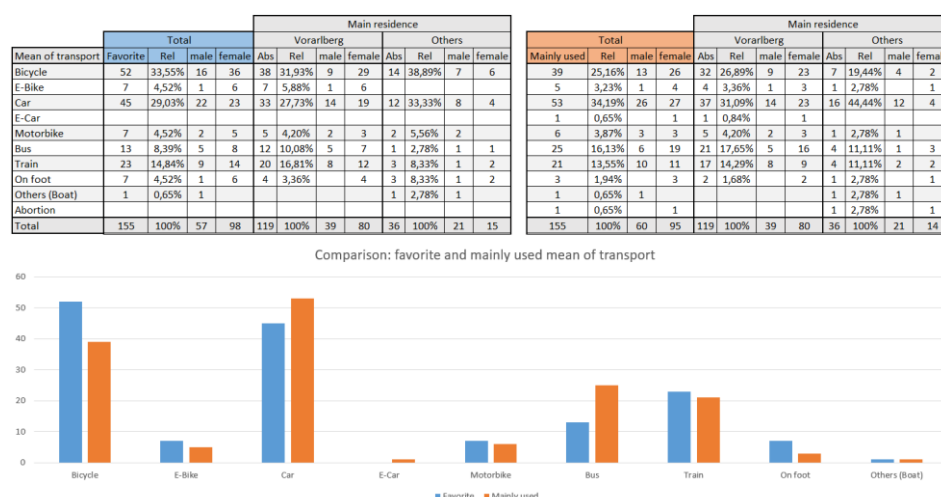 Main residence Main residence
Total Vorarlberg Others Total Vorarlberg Others
Mean of transport Favorite Rel male female Abs Rel male female Abs Rel male female Mainly used Rel male female Abs Rel male female Abs Rel male female
Bicycle 52 33,55% 16 36 38 31,93% 9 29 14 38,89% 7 6 39 25,16% 13 26 32 26,89% 9 23 7 19,44% 4 2
E-Bike 7 4,52% 1 6 7 5,88% 1 6 5 3,23% 1 4 4 3,36% 1 3 1 2,78% 1
Car 45 29,03% 22 23 33 27,73% 14 19 12 33,33% 8 4 53 34,19% 26 27 37 31,09% 14 23 16 44,44% 12 4
E-Car 1 0,65% 1 1 0,84% 1
Motorbike 7 4,52% 2 5 5 4,20% 2 3 2 5,56% 2 6 3,87% 3 3 5 4,20% 2 3 1 2,78% 1
Bus 13 8,39% 5 8 12 10,08% 5 7 1 2,78% 1 1 25 16,13% 6 19 21 17,65% 5 16 4 11,11% 1 3
Train 23 14,84% 9 14 20 16,81% 8 12 3 8,33% 1 2 21 13,55% 10 11 17 14,29% 8 9 4 11,11% 2 2
On foot 7 4,52% 1 6 4 3,36% 4 3 8,33% 1 2 3 1,94% 3 2 1,68% 2 1 2,78% 1
Others (Boat) 1 0,65% 1 1 2,78% 1 1 0,65% 1 1 2,78% 1
Abortion 1 0,65% 1 1 2,78% 1
Total 155 100% 57 98 119 100% 39 80 36 100% 21 15 155 100% 60 95 119 100% 39 80 36 100% 21 14
Comparison: favorite and mainly used mean of transport
60
50
40
30
20
10
0
Bicycle E-Bike Car E-Car Motorbike Bus Train On foot Others (Boat)
Favorite Mainly used